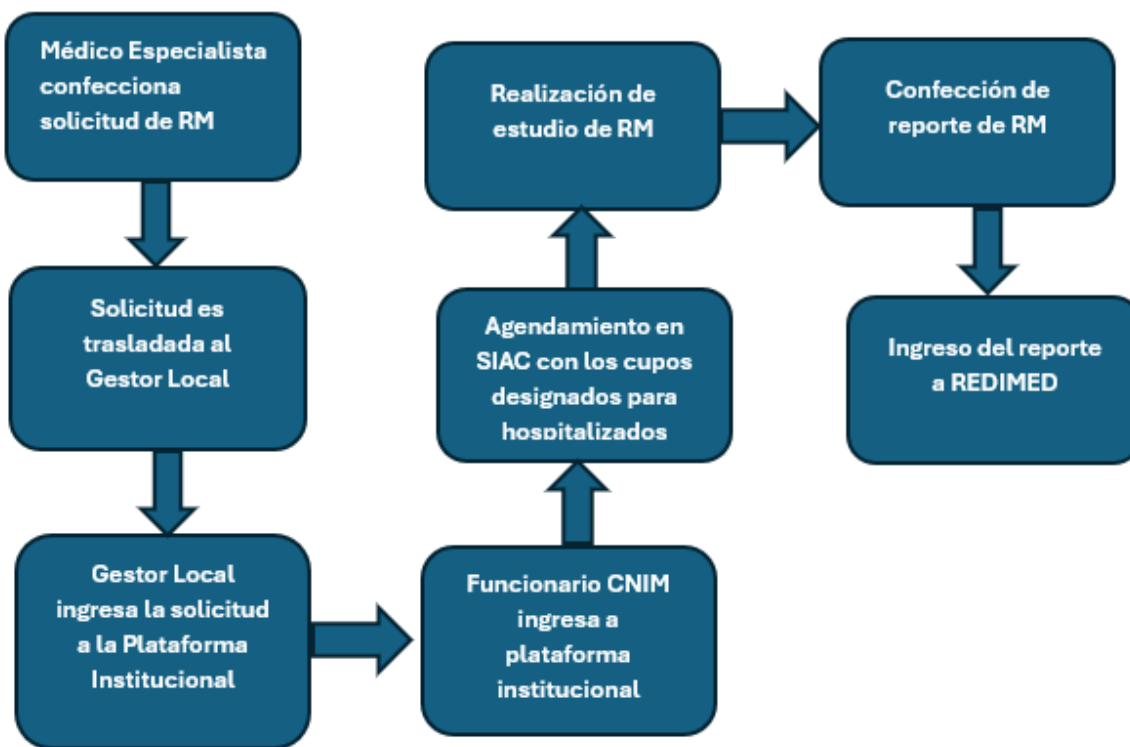 Médico Especialista
confecciona
solicitud de RM
Solicitud es
trasladada al
Gestor Local
Gestor Local
ingresa la solicitud
a la Plataforma
Institucional
Funcionario CNIM
ingresa a
plataforma
institucional
Agendamiento en
SIAC con los cupos
designados para
hospitalizados
Realización de
estudio de RM
Confección de
reporte de RM
Ingreso del reporte
a REDIMED